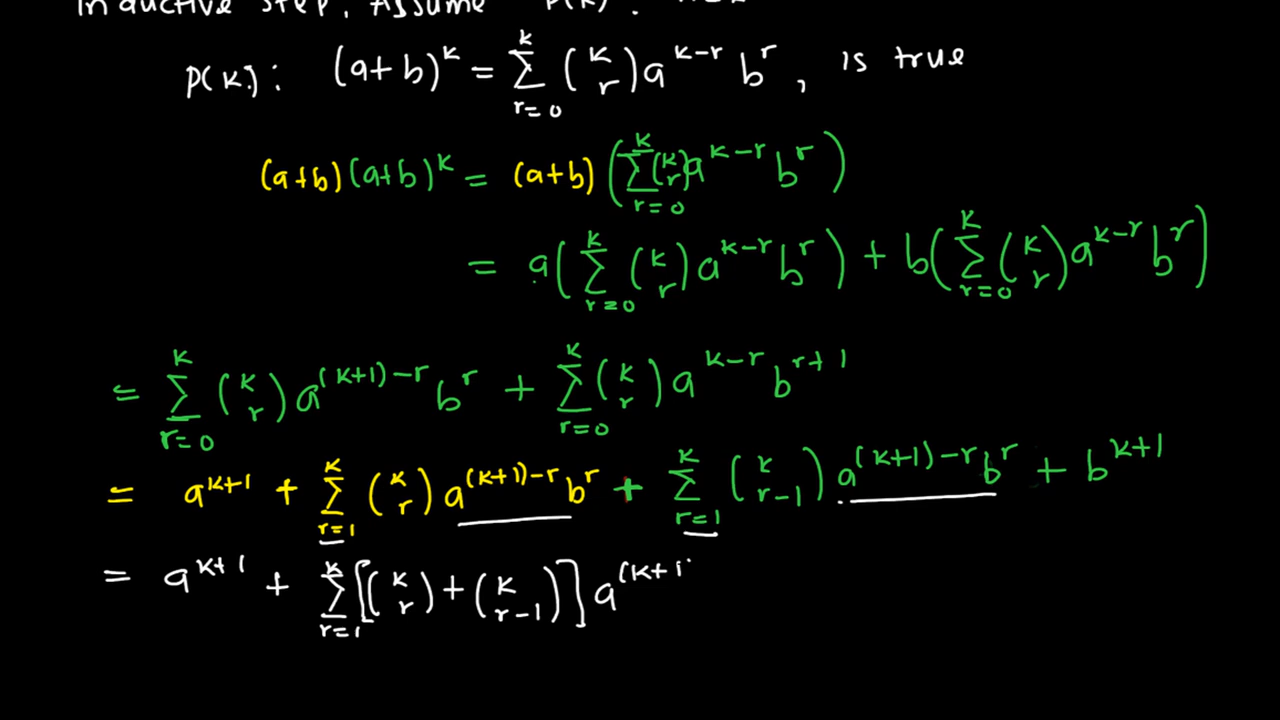 Inductive step: Assume P(k):
P(k): (a+b)^k = ∑_{r=0}^{k} (k r) a^{k-r} b^r, is true
(a+b)(a+b)^k = (a+b) (∑_{r=0}^{k} (k r) a^{k-r} b^r)
= a(∑_{r=0}^{k} (k r) a^{k-r} b^r) + b(∑_{r=0}^{k} (k r) a^{k-r} b^r)
= ∑_{r=0}^{k} (k r) a^{(k+1)-r} b^r + ∑_{r=0}^{k} (k r) a^{k-r} b^{r+1}
= a^{k+1} + ∑_{r=1}^{k} (k r) a^{(k+1)-r} b^r + ∑_{r=1}^{k} (k r-1) a^{(k+1)-r} b^r + b^{k+1}
= a^{k+1} + ∑_{r=1}^{k} [(k r) + (k r-1)] a^{(k+1